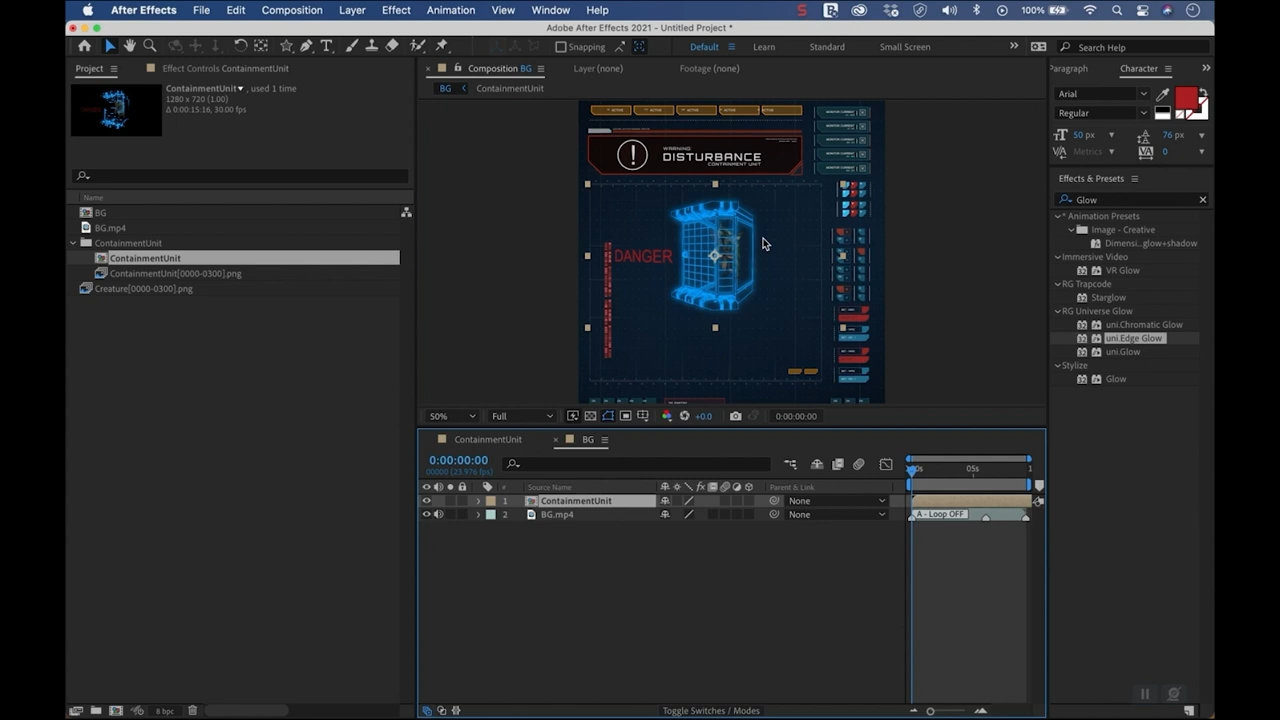 After Effects File Edit Composition Layer Effect Animation View Window Help 100%
Adobe After Effects 2021 - Untitled Project *
Snapping Default Learn Standard Small Screen Search Help
Project Effect Controls ContainmentUnit
ContainmentUnit, used 1 time
1280 x 720 (1.00)
Δ 0:00:15:16, 30.00 fps
Name
BG
BG.mp4
ContainmentUnit
ContainmentUnit
ContainmentUnit[0000-0300].png
Creature[0000-0300].png
8 bpc
Composition BG Layer (none) Footage (none)
BG ContainmentUnit
ACTIVE ACTIVE ACTIVE ACTIVE ACTIVE
WARNING
DISTURBANCE
CONTAINMENT UNIT
DANGER
50% Full +0.0 0:00:00:00
Paragraph Character
Arial
Regular
50 px 76 px
Metrics 0
Effects & Presets
Glow
* Animation Presets
Image - Creative
Dimensi...glow+shadow
Immersive Video
VR Glow
RG Trapcode
Starglow
RG Universe Glow
uni.Chromatic Glow
uni.Edge Glow
uni.Glow
Stylize
Glow
ContainmentUnit BG
0:00:00:00
00000 (23.976 fps)
05s
# Source Name Parent & Link
1 ContainmentUnit None
2 BG.mp4 None A - Loop OFF
Toggle Switches / Modes